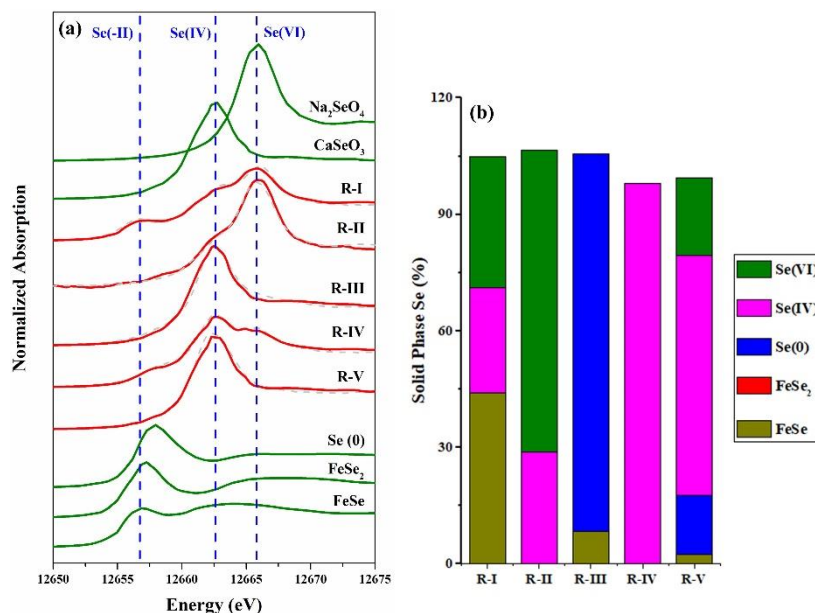 (a)
Se(-II)
Se(IV)
Se(VI)
Na₂SeO₄
CaSeO₃
R-I
R-II
R-III
R-IV
R-V
Se (0)
FeSe₂
FeSe
Normalized Absorption
12650
12655
12660
12665
12670
12675
Energy (eV)
(b)
120
90
60
30
0
Solid Phase Se (%)
R-I
R-II
R-III
R-IV
R-V
Se(VI)
Se(IV)
Se(0)
FeSe₂
FeSe